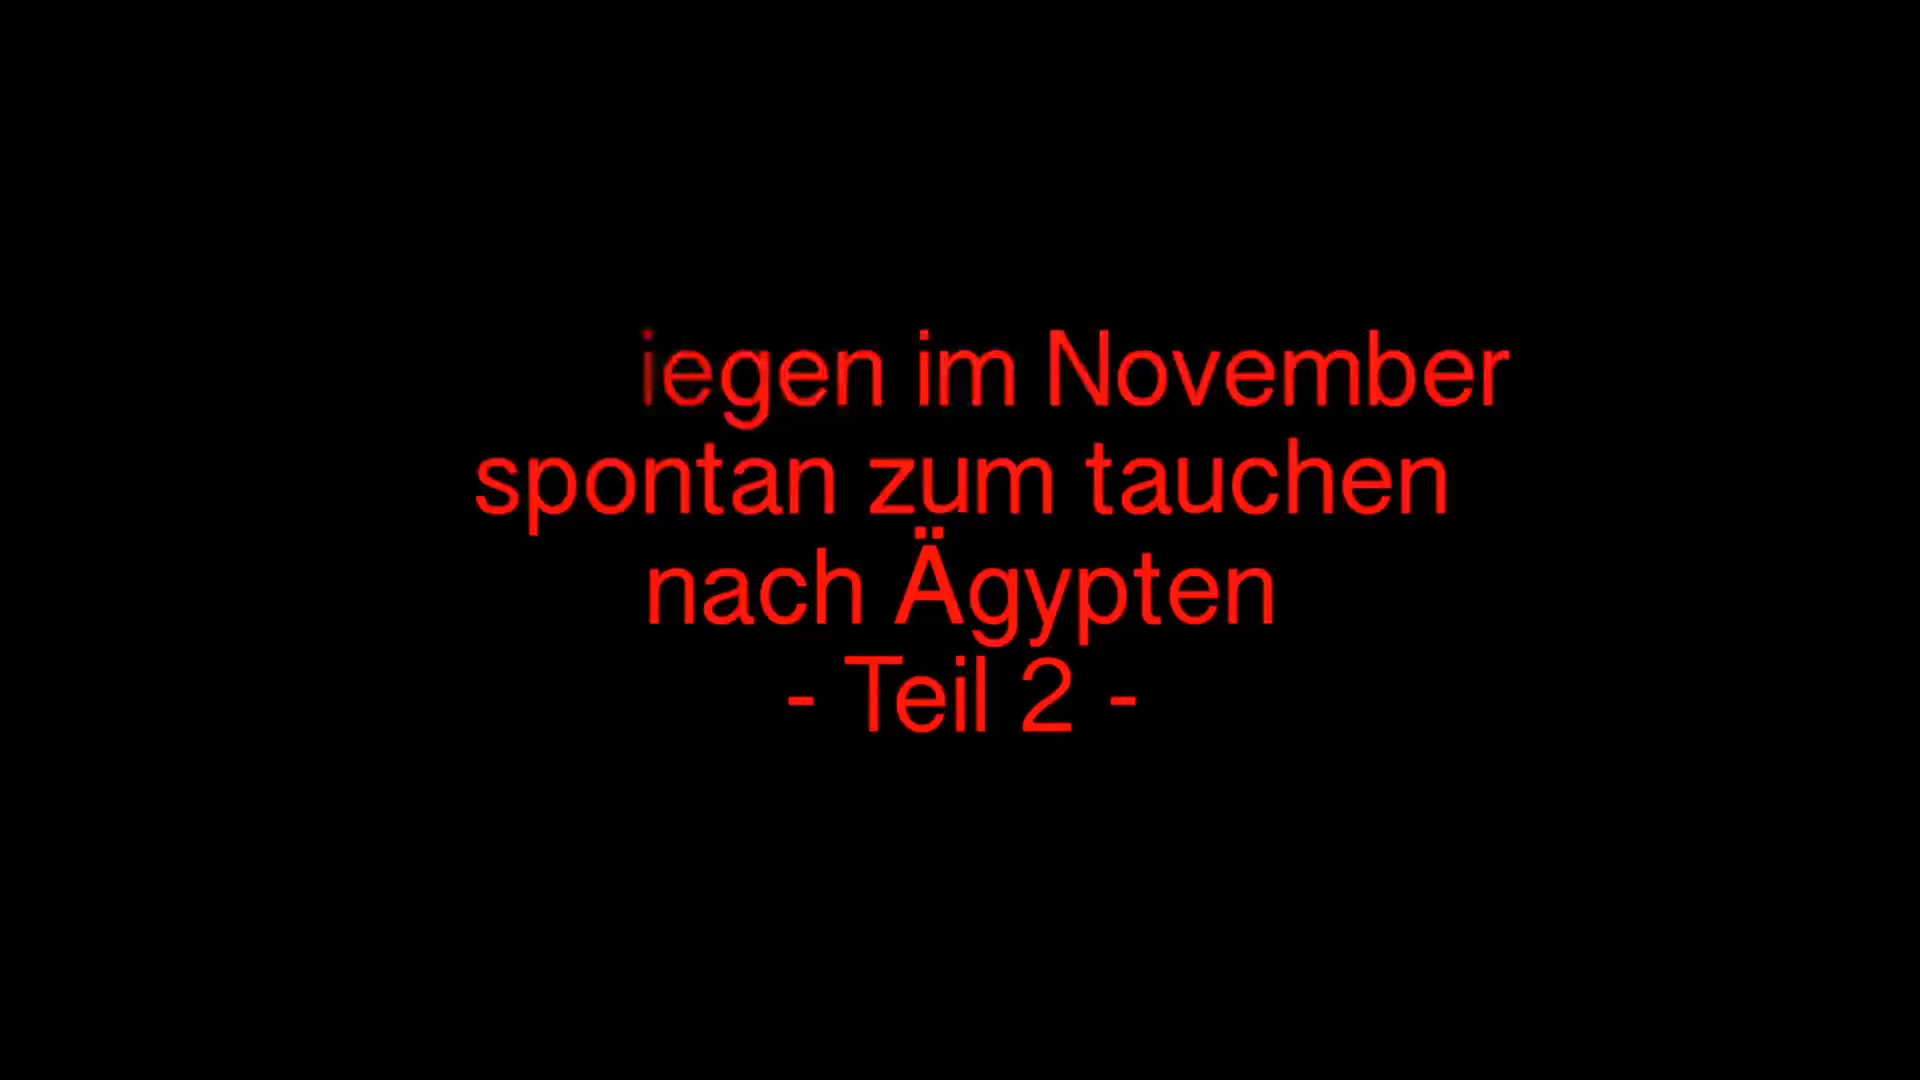 iegen im November
spontan zum tauchen
nach Ägypten
- Teil 2 -